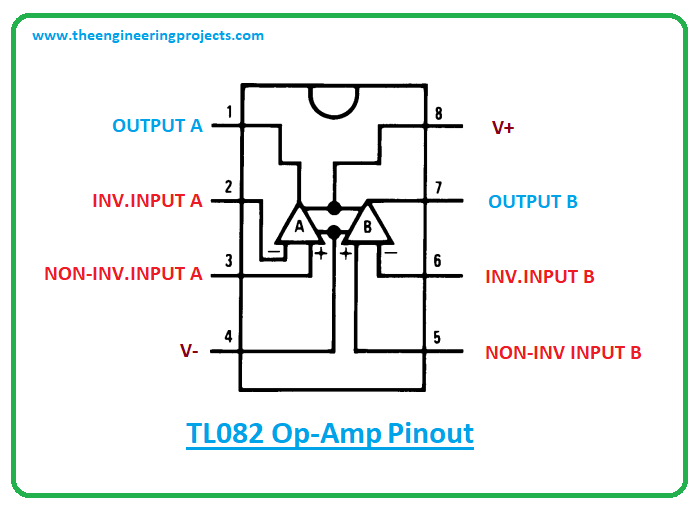 www.theengineeringprojects.com
1
8
OUTPUT A
V+
2
7
INV.INPUT A
OUTPUT B
A
B
− + + −
3
6
NON-INV.INPUT A
INV.INPUT B
4
5
V-
NON-INV INPUT B
TL082 Op-Amp Pinout